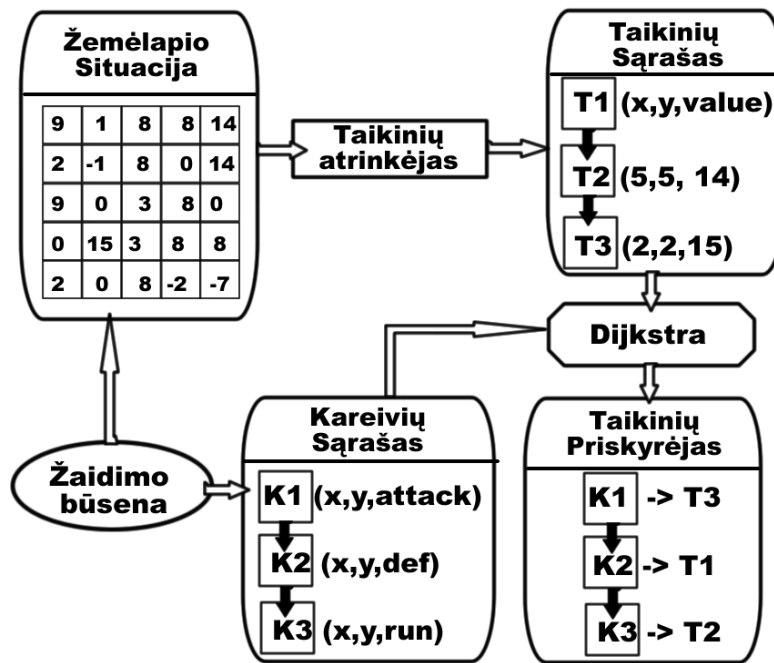 Žemėlapio
Situacija
9 1 8 8 14
2 -1 8 0 14
9 0 3 8 0
0 15 3 8 8
2 0 8 -2 -7
Taikinių
atrinkėjas
Taikinių
Sąrašas
T1 (x,y,value)
T2 (5,5, 14)
T3 (2,2,15)
Dijkstra
Žaidimo
būsena
Kareivių
Sąrašas
K1 (x,y,attack)
K2 (x,y,def)
K3 (x,y,run)
Taikinių
Priskyrėjas
K1 -> T3
K2 -> T1
K3 -> T2